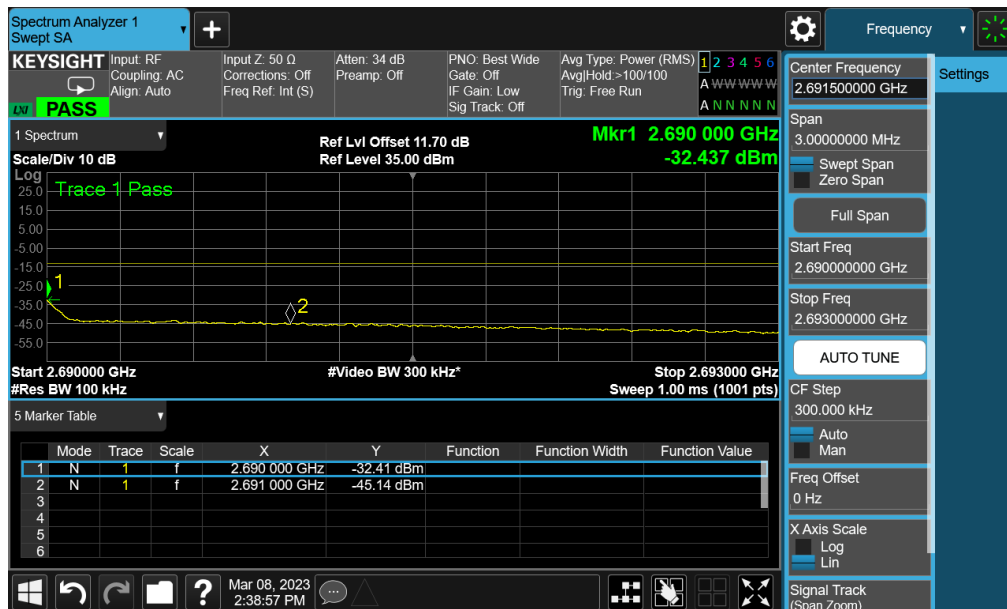 Spectrum Analyzer 1
Swept SA
+
Frequency
KEYSIGHT
Input: RF
Coupling: AC
Align: Auto
Input Z: 50 Ω
Corrections: Off
Freq Ref: Int (S)
Atten: 34 dB
Preamp: Off
PNO: Best Wide
Gate: Off
IF Gain: Low
Sig Track: Off
Avg Type: Power (RMS)
Avg|Hold:>100/100
Trig: Free Run
1 2 3 4 5 6
A W W W W W
A N N N N N
LXI
PASS
1 Spectrum
Scale/Div 10 dB
Ref Lvl Offset 11.70 dB
Ref Level 35.00 dBm
Mkr1 2.690 000 GHz
-32.437 dBm
Log
Trace 1 Pass
25.0
15.0
5.00
-5.00
-15.0
-25.0
-35.0
-45.0
-55.0
1
2
Start 2.690000 GHz
#Video BW 300 kHz*
Stop 2.693000 GHz
#Res BW 100 kHz
Sweep 1.00 ms (1001 pts)
5 Marker Table
Mode Trace Scale X Y Function Function Width Function Value
1 N 1 f 2.690 000 GHz -32.41 dBm
2 N 1 f 2.691 000 GHz -45.14 dBm
3
4
5
6
?
Mar 08, 2023
2:38:57 PM
Center Frequency
2.691500000 GHz
Span
3.00000000 MHz
Swept Span
Zero Span
Full Span
Start Freq
2.690000000 GHz
Stop Freq
2.693000000 GHz
AUTO TUNE
CF Step
300.000 kHz
Auto
Man
Freq Offset
0 Hz
X Axis Scale
Log
Lin
Signal Track
(Span Zoom)
Settings